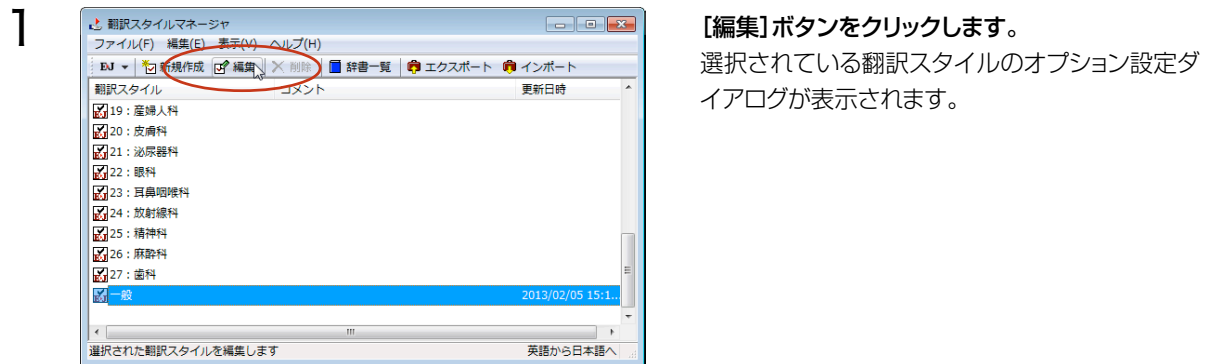 1
翻訳スタイルマネージャ
ファイル(F) 編集(E) 表示(V) ヘルプ(H)
EJ 新規作成 編集 削除 辞書一覧 エクスポート インポート
翻訳スタイル コメント 更新日時
19：産婦人科
20：皮膚科
21：泌尿器科
22：眼科
23：耳鼻咽喉科
24：放射線科
25：精神科
26：麻酔科
27：歯科
一般 2013/02/05 15:1...
選択された翻訳スタイルを編集します 英語から日本語へ
[編集]ボタンをクリックします。
選択されている翻訳スタイルのオプション設定ダ
イアログが表示されます。